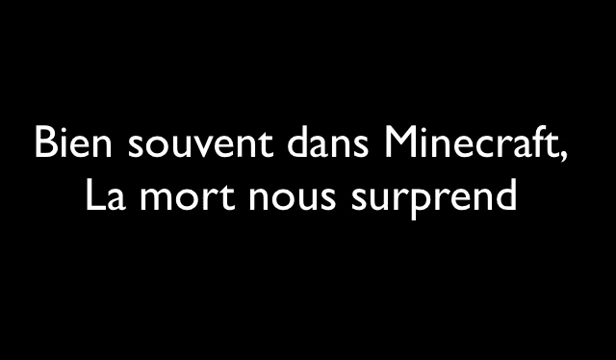 Bien souvent dans Minecraft,
La mort nous surprend